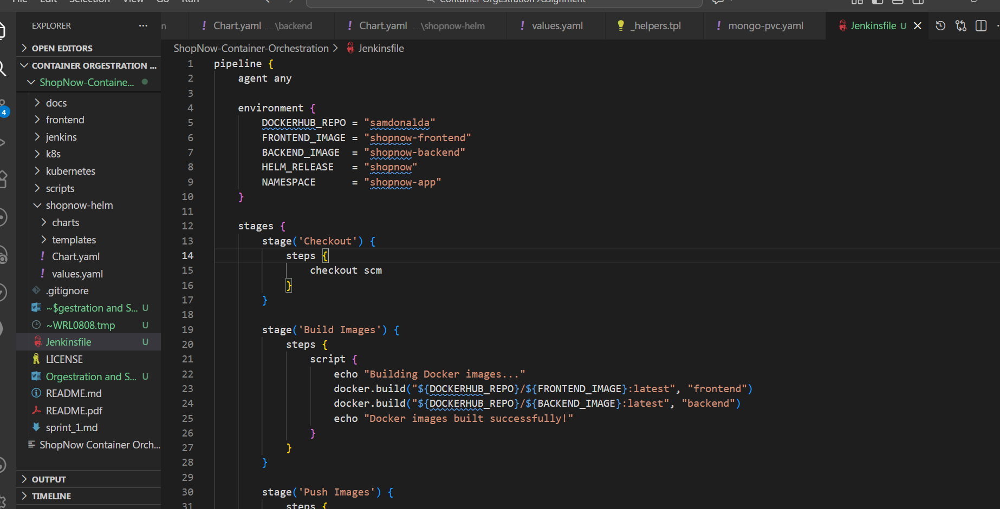 File Edit Selection View Go Run
Container Orgestration Assignment
EXPLORER ···
OPEN EDITORS
CONTAINER ORGESTRATION ...
ShopNow-Containe...
docs
frontend
jenkins
k8s
kubernetes
scripts
shopnow-helm
charts
templates
! Chart.yaml
! values.yaml
.gitignore
~$gestration and S... U
~WRL0808.tmp U
Jenkinsfile U
LICENSE
Orgestration and S... U
README.md
README.pdf
sprint_1.md
ShopNow Container Orch...
OUTPUT
TIMELINE
4
n ! Chart.yaml ...\backend ! Chart.yaml ...\shopnow-helm ! values.yaml _helpers.tpl ! mongo-pvc.yaml Jenkinsfile U
ShopNow-Container-Orchestration > Jenkinsfile
1 pipeline {
2 agent any
3
4 environment {
5 DOCKERHUB_REPO = "samdonalda"
6 FRONTEND_IMAGE = "shopnow-frontend"
7 BACKEND_IMAGE = "shopnow-backend"
8 HELM_RELEASE = "shopnow"
9 NAMESPACE = "shopnow-app"
10 }
11
12 stages {
13 stage('Checkout') {
14 steps {
15 checkout scm
16 }
17 }
18
19 stage('Build Images') {
20 steps {
21 script {
22 echo "Building Docker images..."
23 docker.build("${DOCKERHUB_REPO}/${FRONTEND_IMAGE}:latest", "frontend")
24 docker.build("${DOCKERHUB_REPO}/${BACKEND_IMAGE}:latest", "backend")
25 echo "Docker images built successfully!"
26 }
27 }
28 }
29
30 stage('Push Images') {
31 steps {